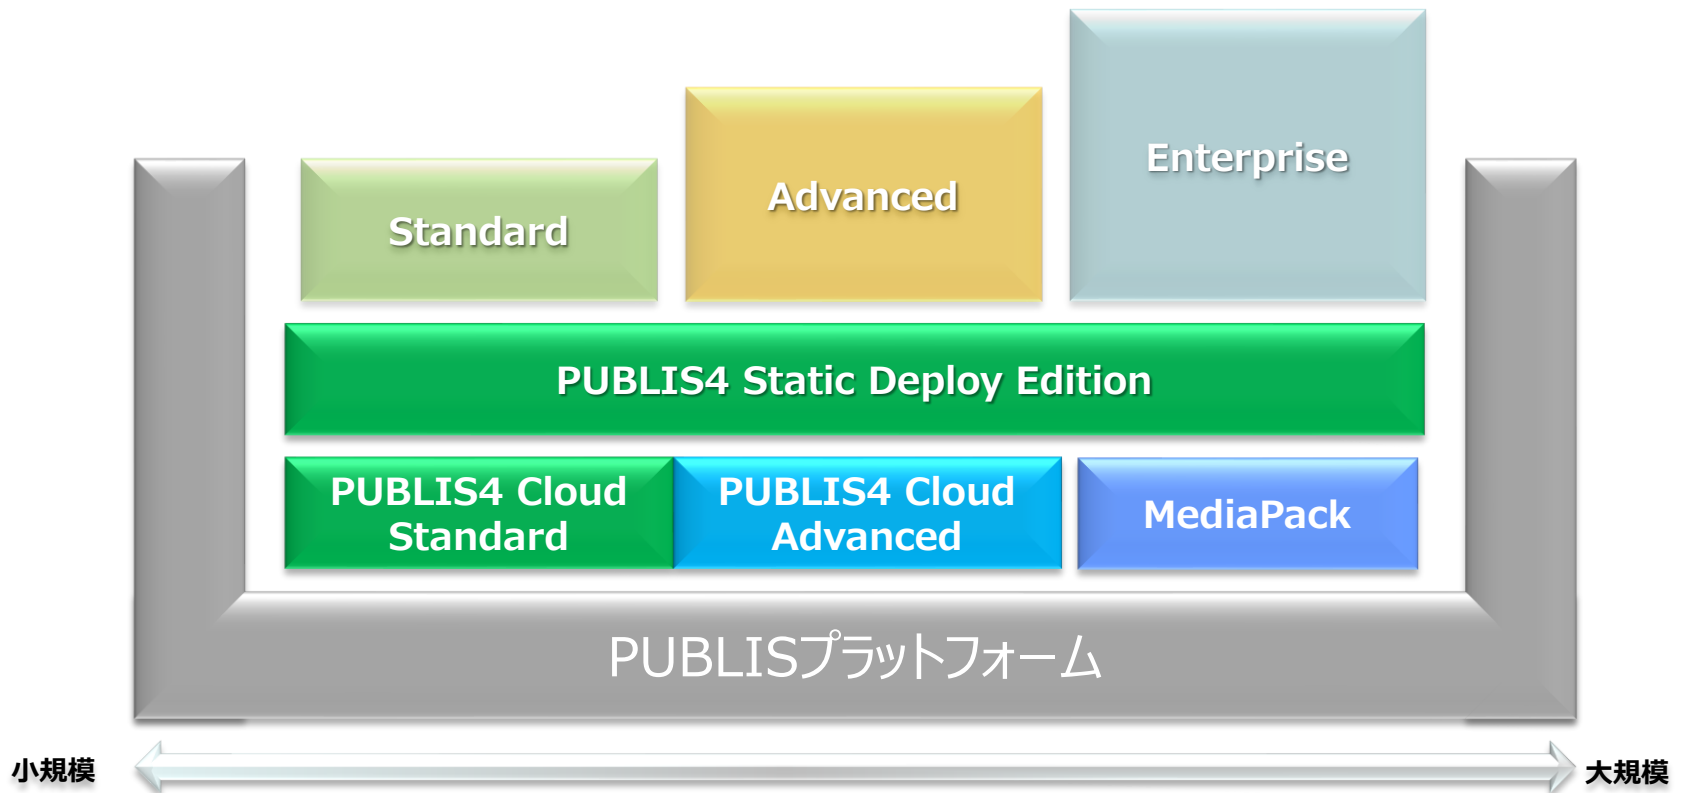 Standard
Advanced
Enterprise
PUBLIS4 Static Deploy Edition
PUBLIS4 Cloud
Standard
PUBLIS4 Cloud
Advanced
MediaPack
PUBLISプラットフォーム
小規模
大規模